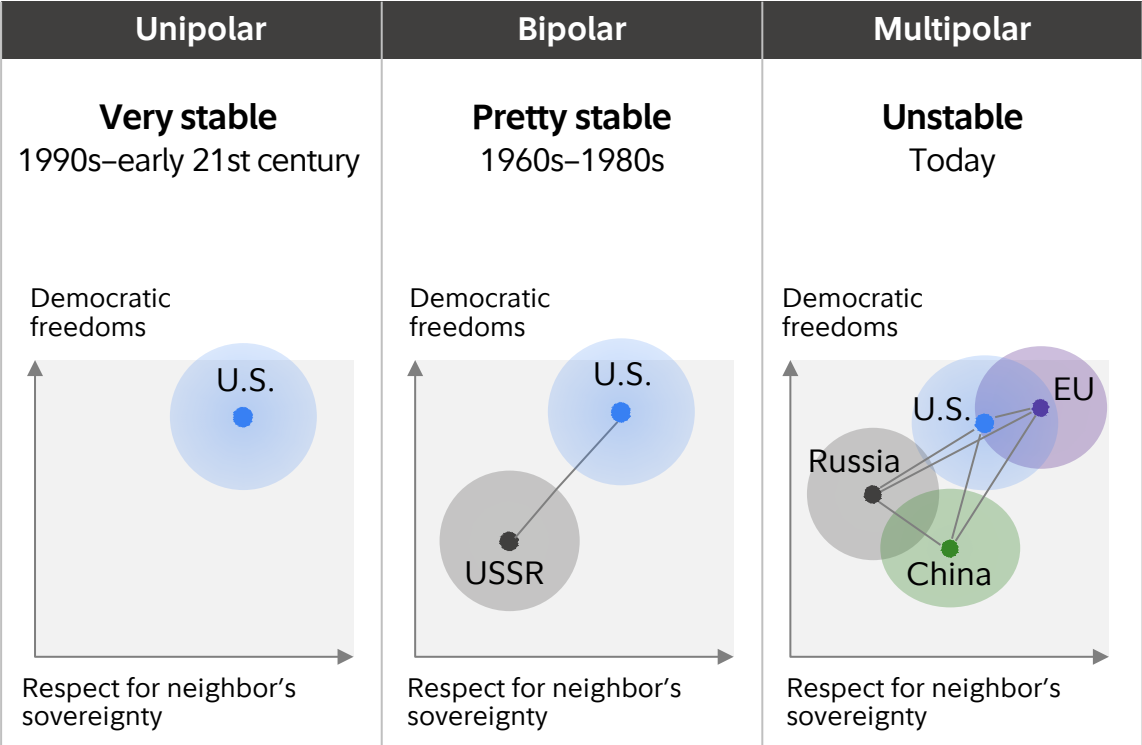 Unipolar
Very stable
1990s–early 21st century
Democratic
freedoms
U.S.
Respect for neighbor's
sovereignty
Bipolar
Pretty stable
1960s–1980s
Democratic
freedoms
U.S.
USSR
Respect for neighbor's
sovereignty
Multipolar
Unstable
Today
Democratic
freedoms
EU
U.S.
Russia
China
Respect for neighbor's
sovereignty